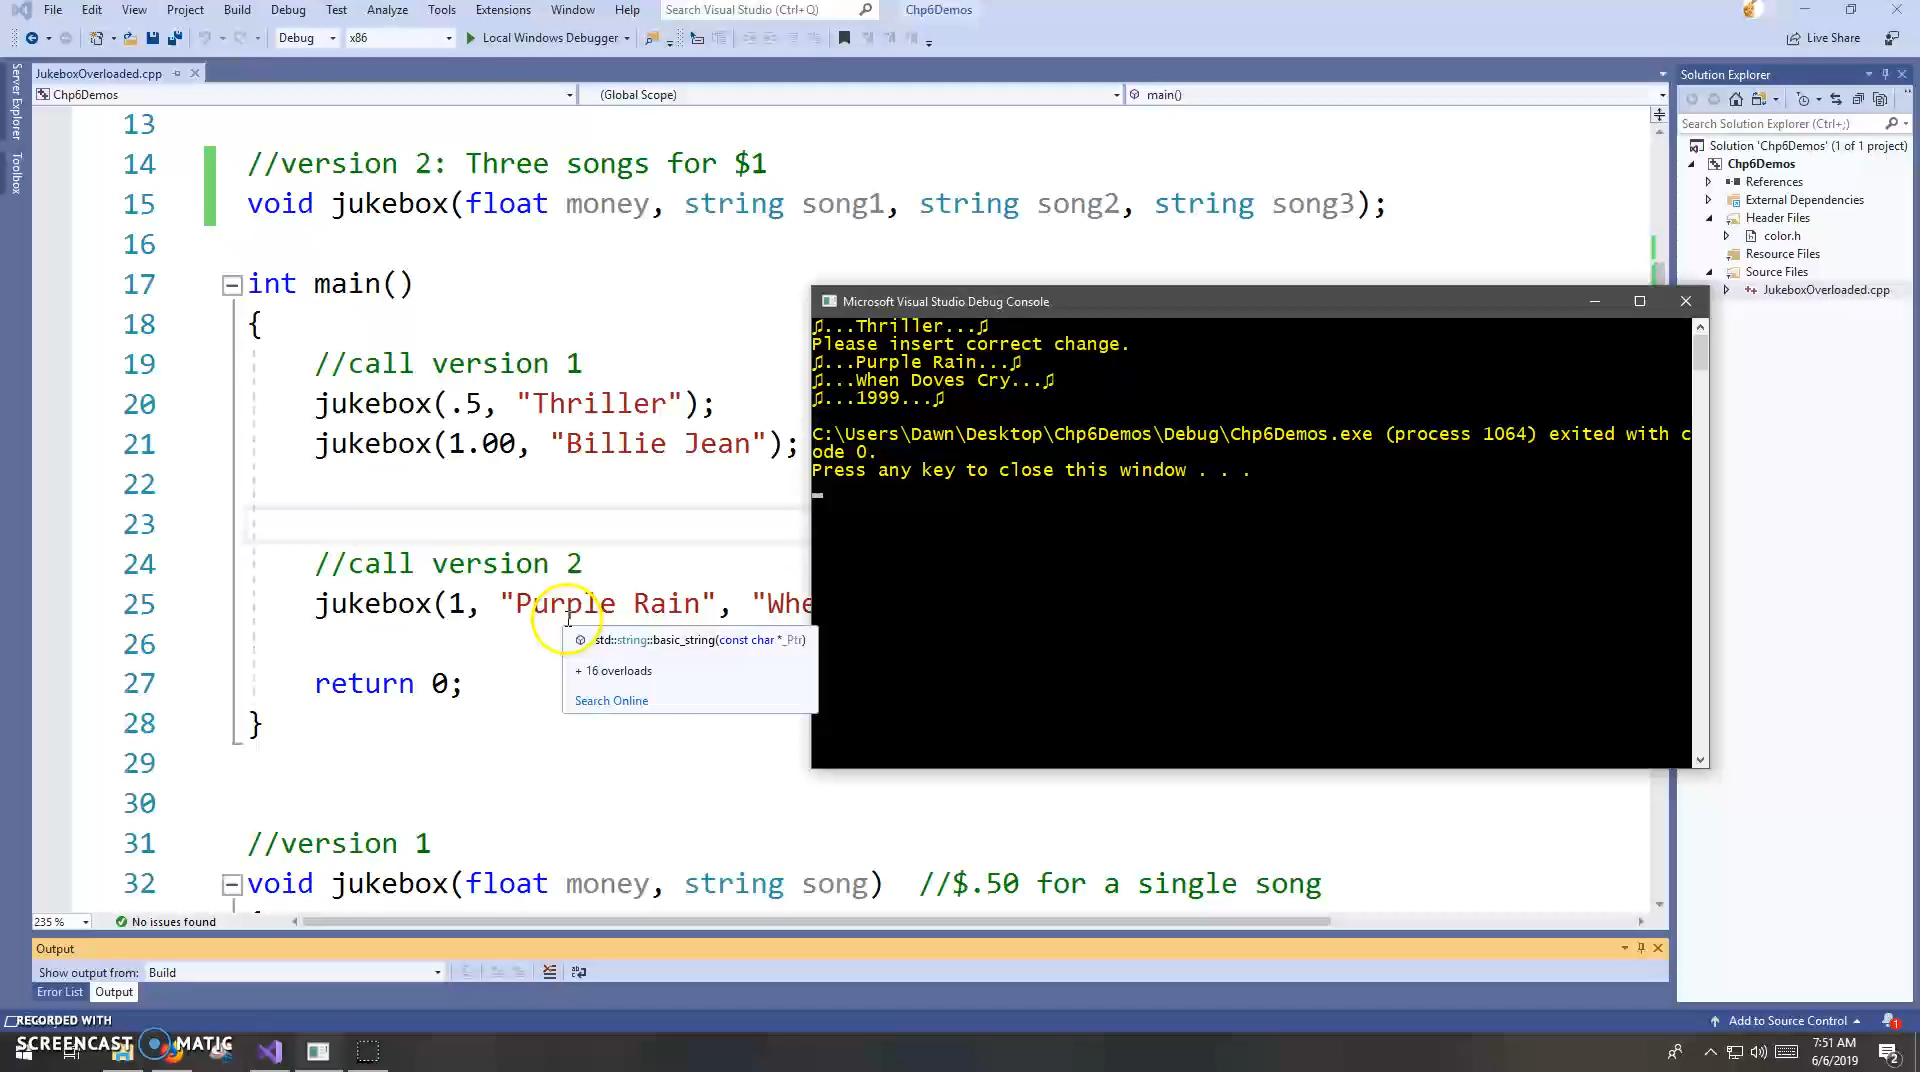 File Edit View Project Build Debug Test Analyze Tools Extensions Window Help Search Visual Studio (Ctrl+Q) Chp6Demos
Debug x86 Local Windows Debugger Live Share
Server Explorer
Toolbox
JukeboxOverloaded.cpp
Chp6Demos (Global Scope) main()
13
14 //version 2: Three songs for $1
15 void jukebox(float money, string song1, string song2, string song3);
16
17 int main()
18 {
19 //call version 1
20 jukebox(.5, "Thriller");
21 jukebox(1.00, "Billie Jean");
22
23
24 //call version 2
25 jukebox(1, "Purple Rain", "Whe
26
27 return 0;
28 }
29
30
31 //version 1
32 void jukebox(float money, string song) //$.50 for a single song
std::string::basic_string(const char *_Ptr)
+ 16 overloads
Search Online
Microsoft Visual Studio Debug Console
♫...Thriller...♫
Please insert correct change.
♫...Purple Rain...♫
♫...When Doves Cry...♫
♫...1999...♫
C:\Users\Dawn\Desktop\Chp6Demos\Debug\Chp6Demos.exe (process 1064) exited with c
ode 0.
Press any key to close this window . . .
Solution Explorer
Search Solution Explorer (Ctrl+;)
Solution 'Chp6Demos' (1 of 1 project)
Chp6Demos
References
External Dependencies
Header Files
color.h
Resource Files
Source Files
JukeboxOverloaded.cpp
235 % No issues found
Output
Show output from: Build
Error List Output
Add to Source Control 1
RECORDED WITH
SCREENCAST MATIC
7:51 AM
6/6/2019
2